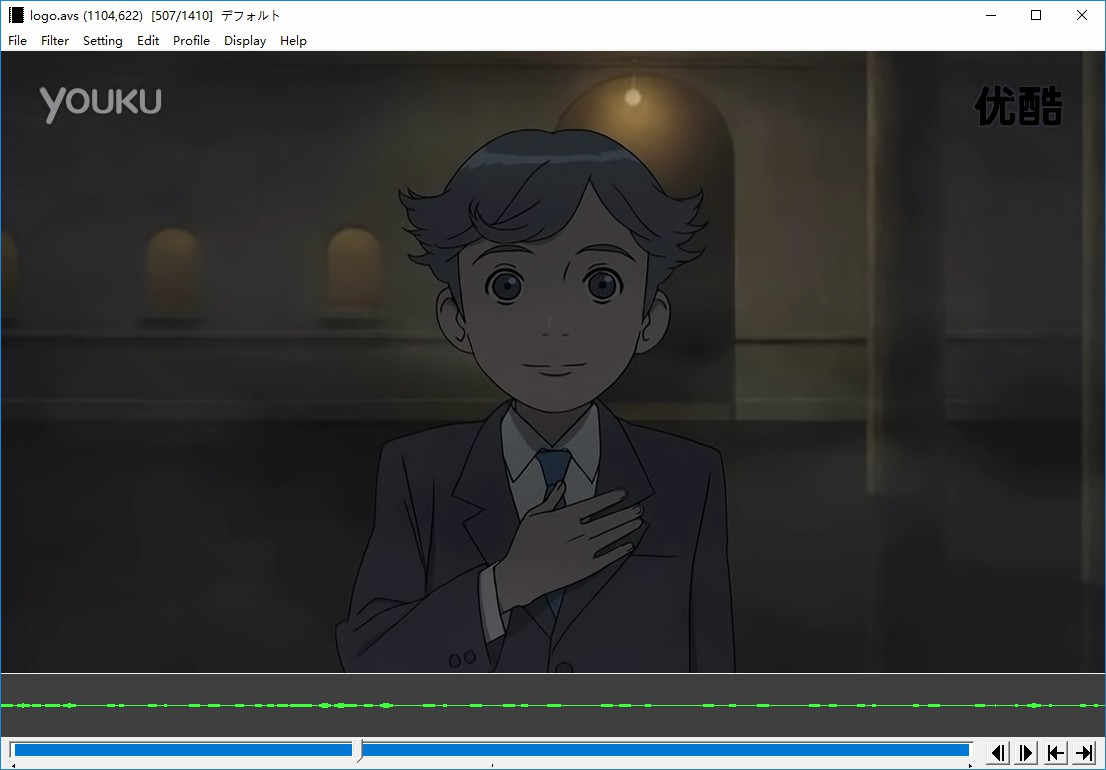 logo.avs (1104,622) [507/1410] デフォルト
File Filter Setting Edit Profile Display Help
YOUKU
优酷